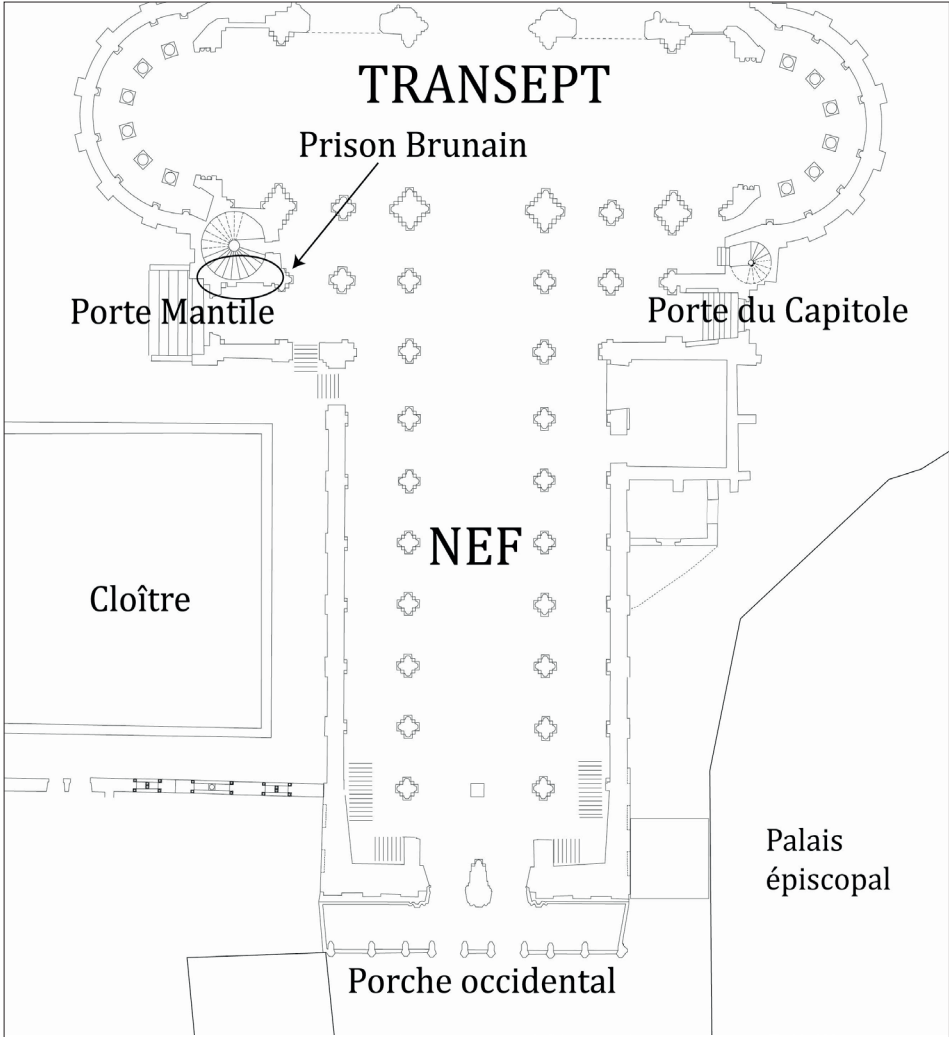 TRANSEPT
Prison Brunain
Porte Mantile
Porte du Capitole
NEF
Cloître
Palais
épiscopal
Porche occidental